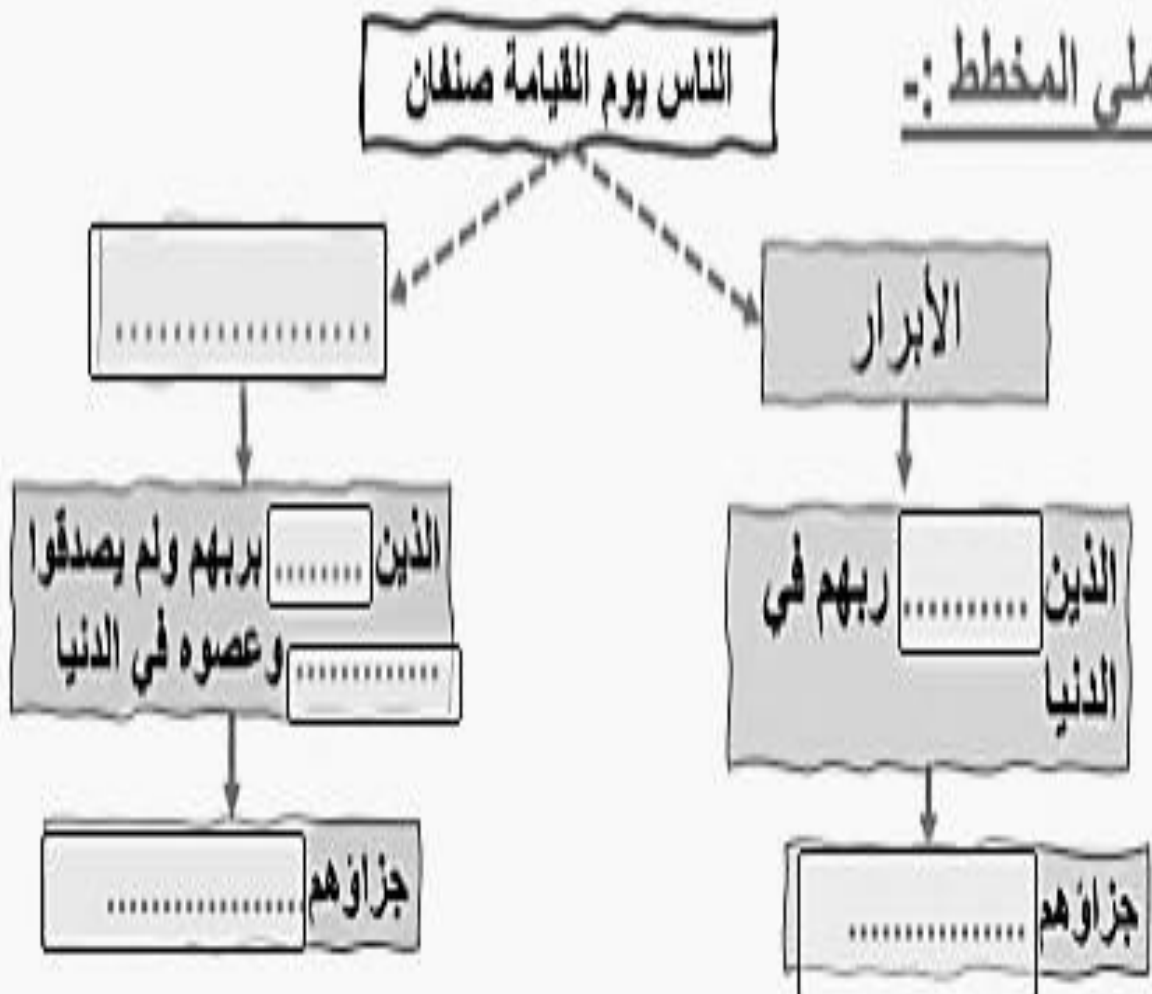 ملي المخطط :-
الناس يوم القيامة صنفان
الأبرار
.................
الذين .......... ربهم في
الدنيا
الذين ........ بربهم ولم يصدقوا
............. وعصوه في الدنيا
جزاؤهم ...............
جزاؤهم ................